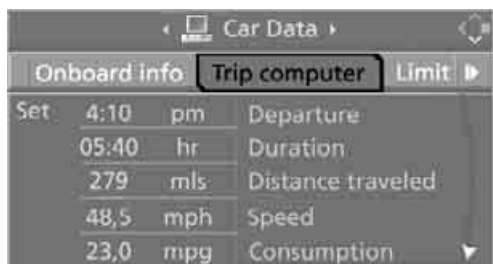 Car Data
Onboard info Trip computer Limit
Set 4:10 pm Departure
05:40 hr Duration
279 mls Distance traveled
48,5 mph Speed
23,0 mpg Consumption